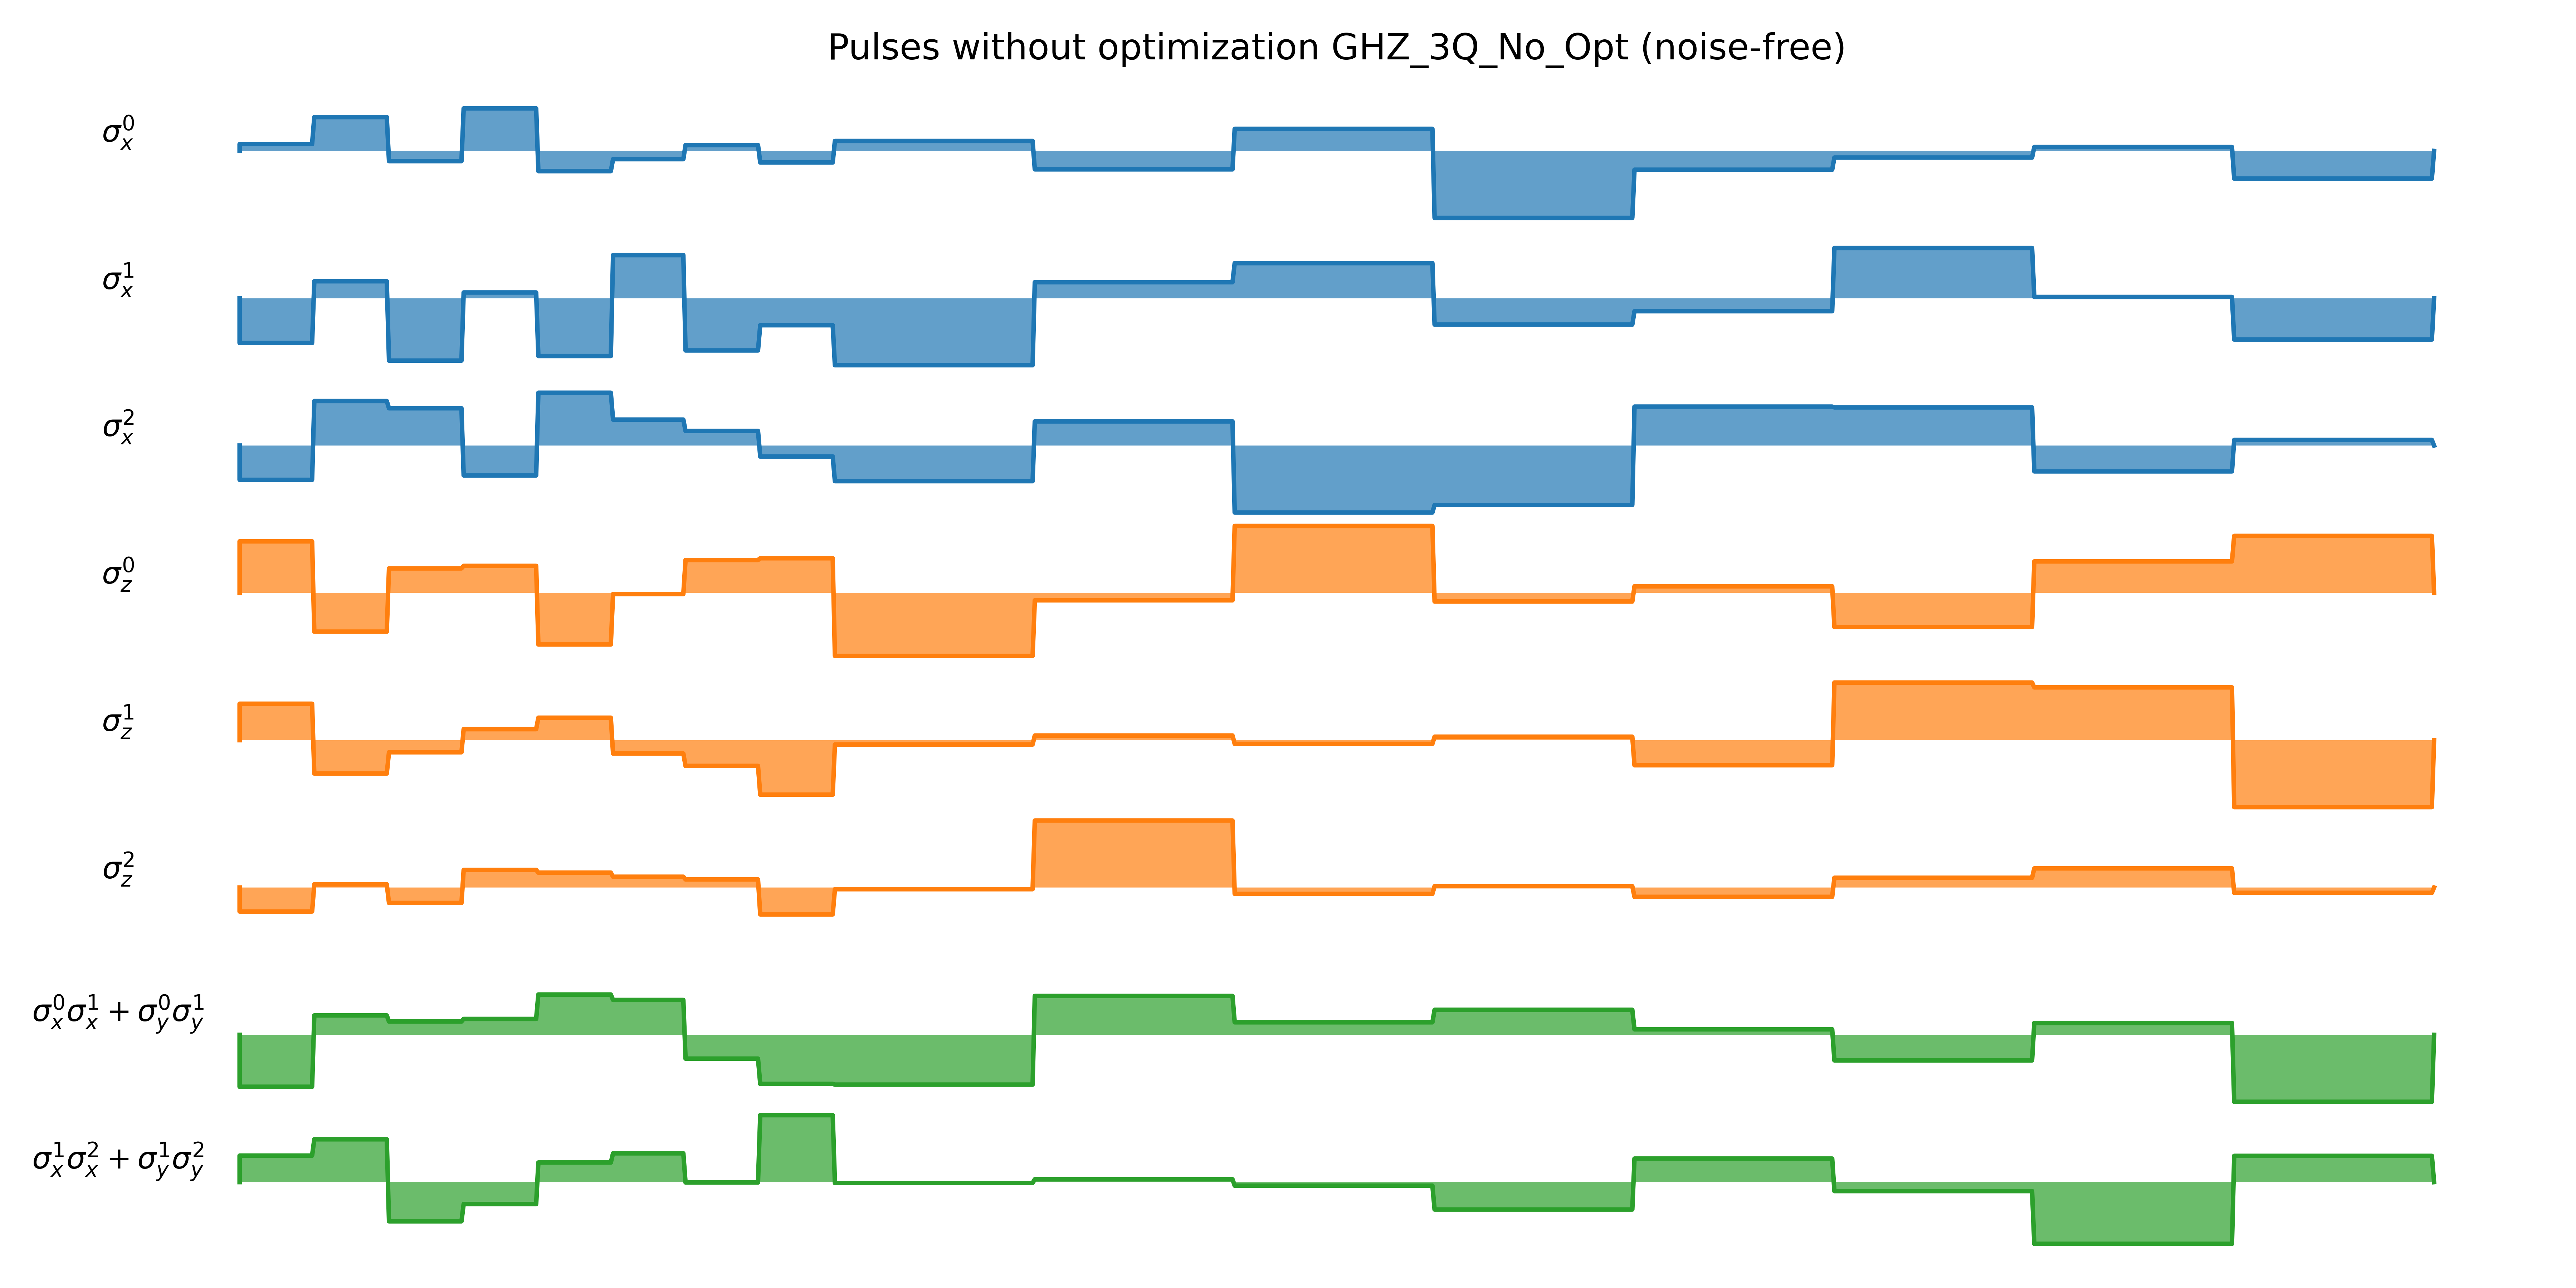 Pulses without optimization GHZ_3Q_No_Opt (noise-free)
σ_x^0
σ_x^1
σ_x^2
σ_z^0
σ_z^1
σ_z^2
σ_x^0σ_x^1 + σ_y^0σ_y^1
σ_x^1σ_x^2 + σ_y^1σ_y^2